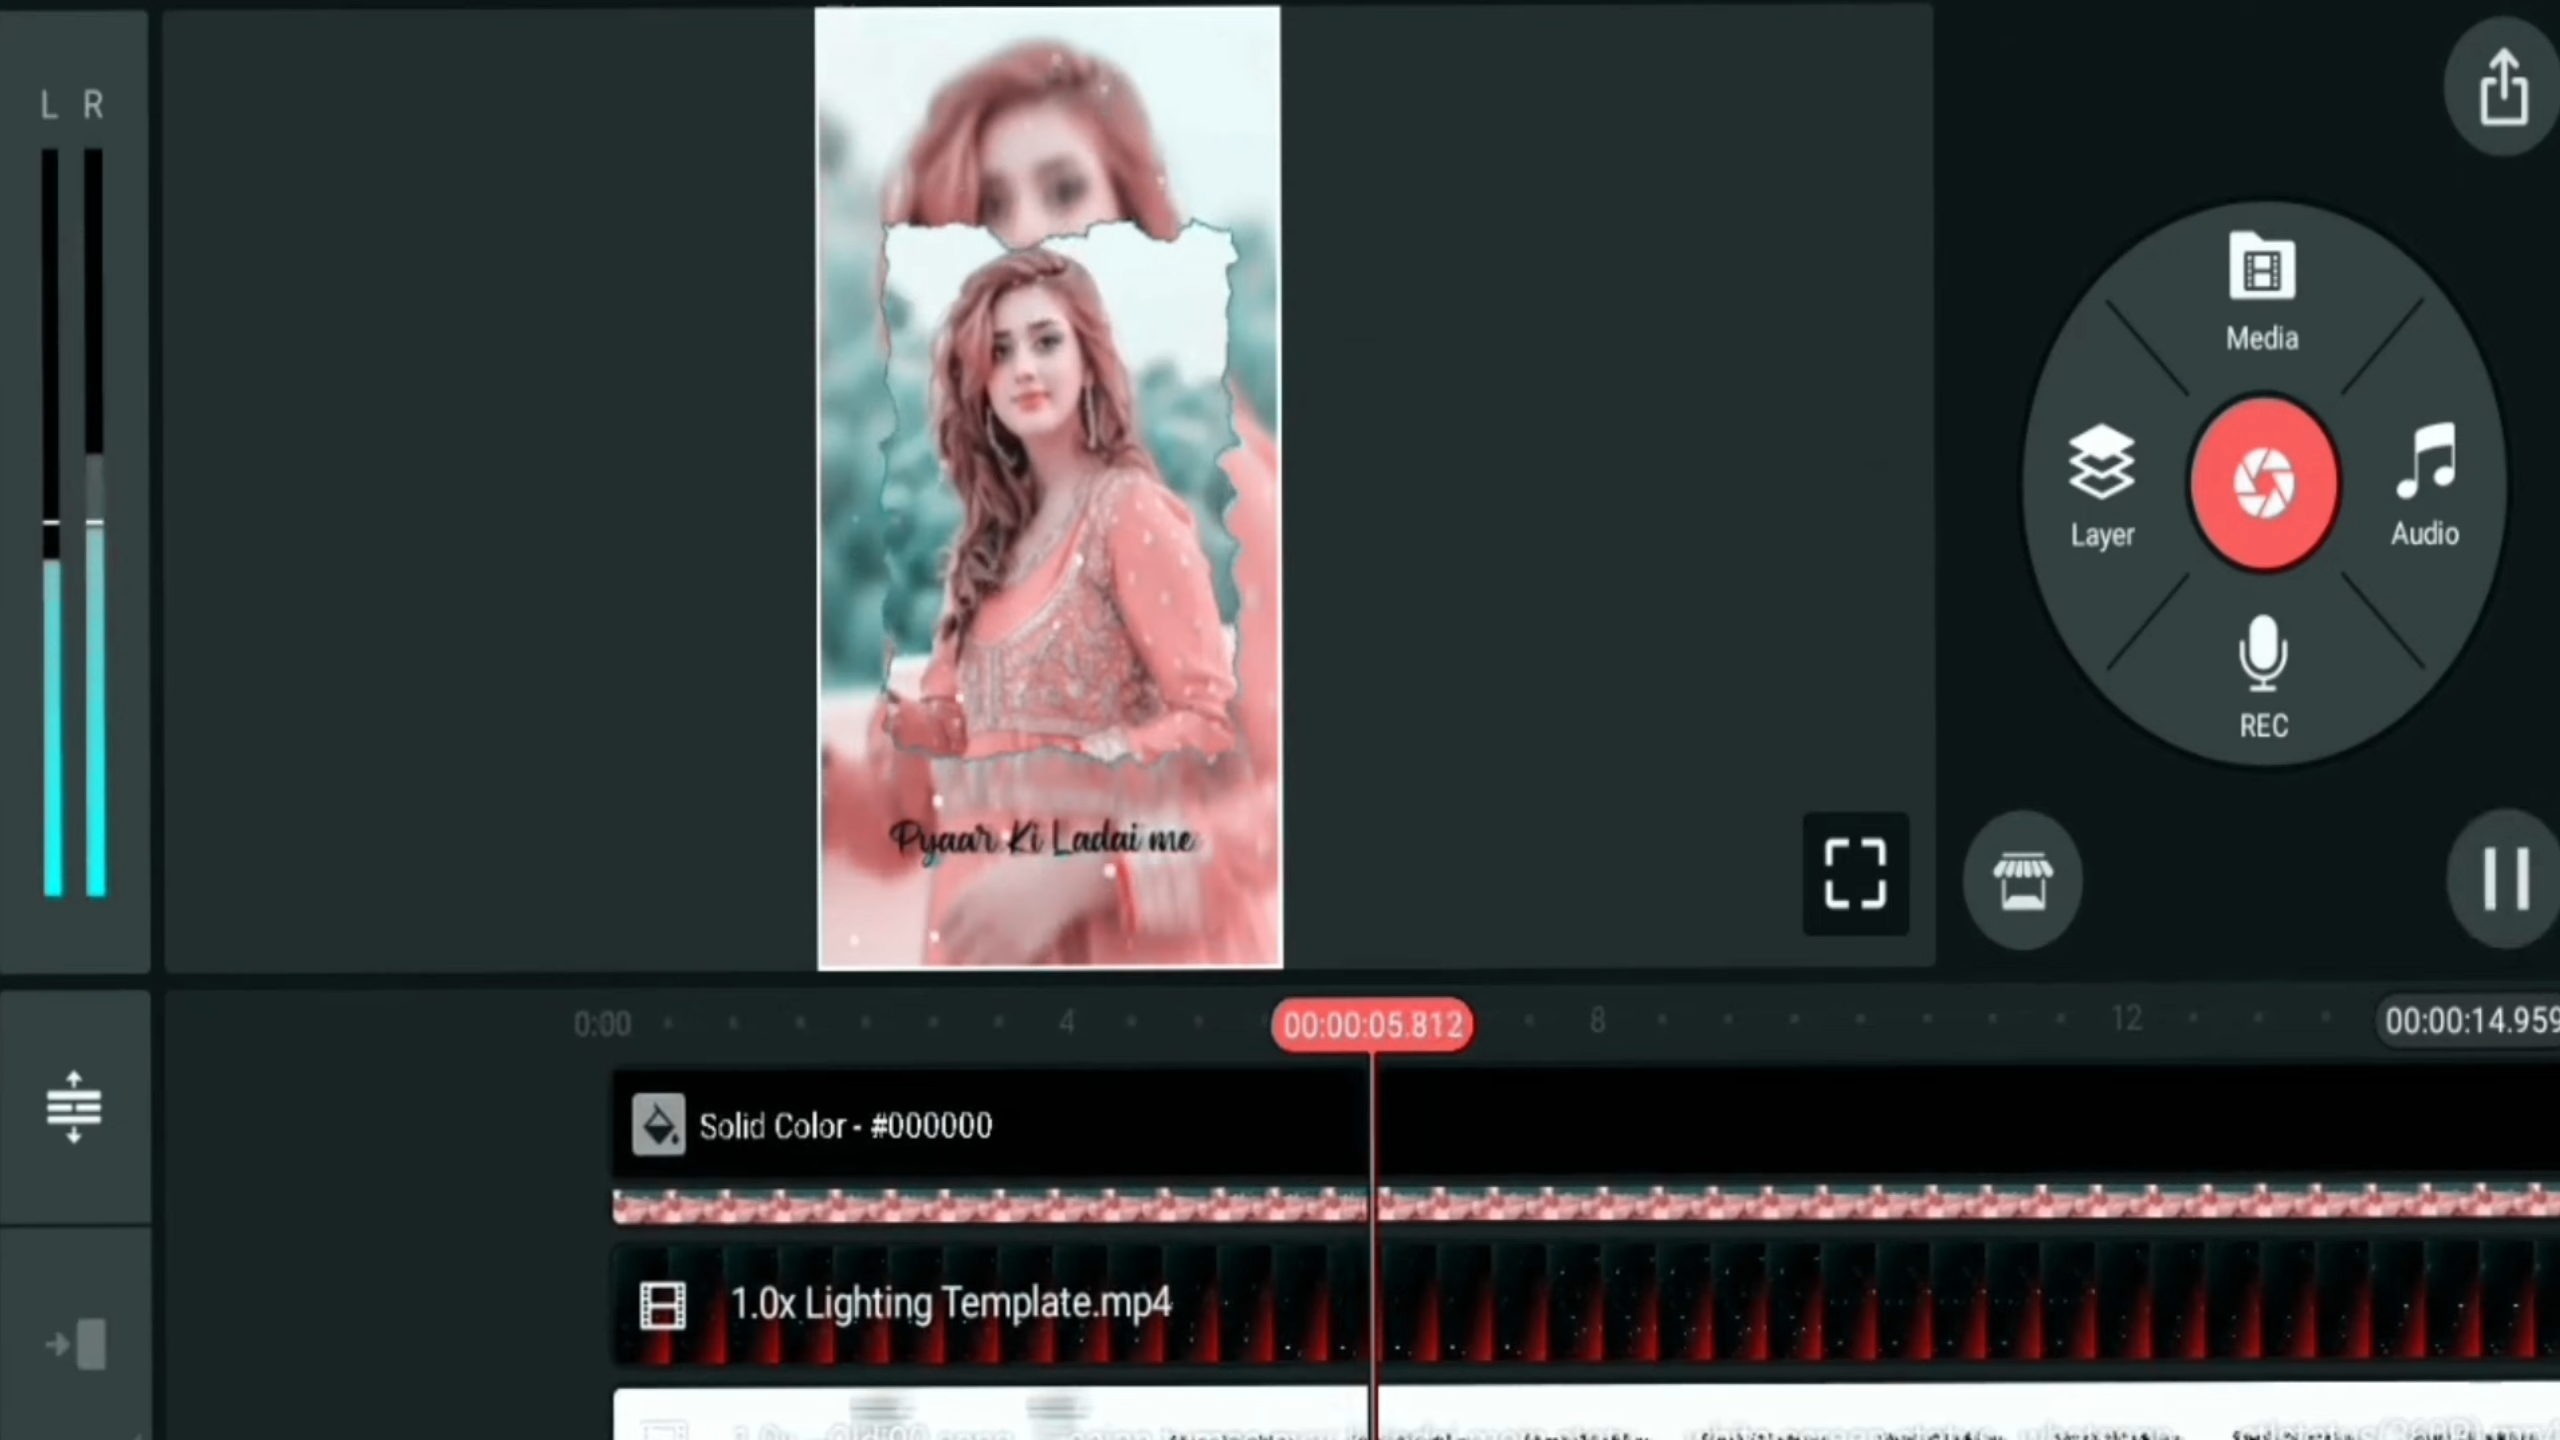 L R
Media
Layer
Audio
REC
Pyaar Ki Ladai me
0:00
4
00:00:05.812
8
12
00:00:14.959
Solid Color - #000000
1.0x Lighting Template.mp4